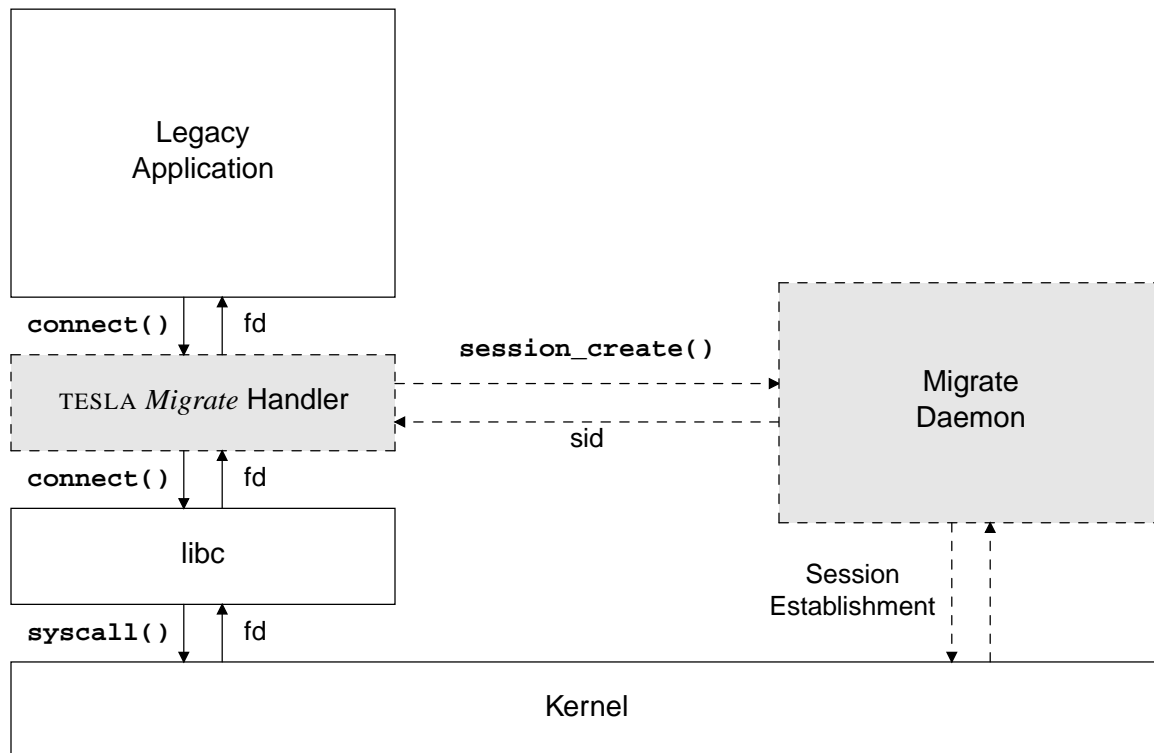 Legacy
Application
connect()
fd
session_create()
TESLA Migrate Handler
Migrate
Daemon
sid
connect()
fd
libc
Session
Establishment
syscall()
fd
Kernel